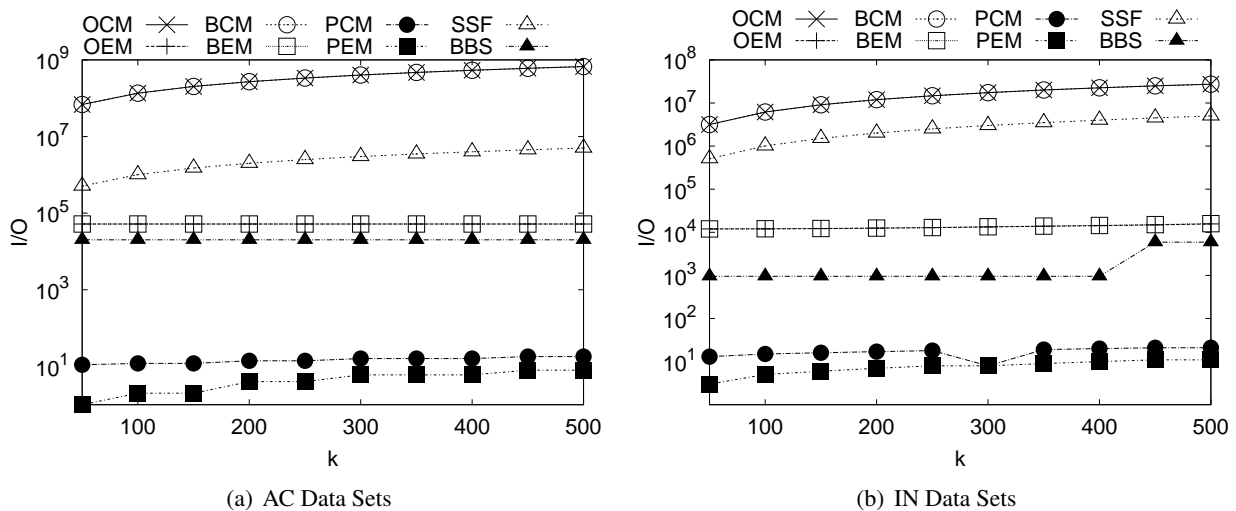 OCM BCM PCM SSF
OEM BEM PEM BBS
10^9
10^7
10^5
10^3
10^1
I/O
100 200 300 400 500
k
(a) AC Data Sets
OCM BCM PCM SSF
OEM BEM PEM BBS
10^8
10^7
10^6
10^5
10^4
10^3
10^2
10^1
I/O
100 200 300 400 500
k
(b) IN Data Sets